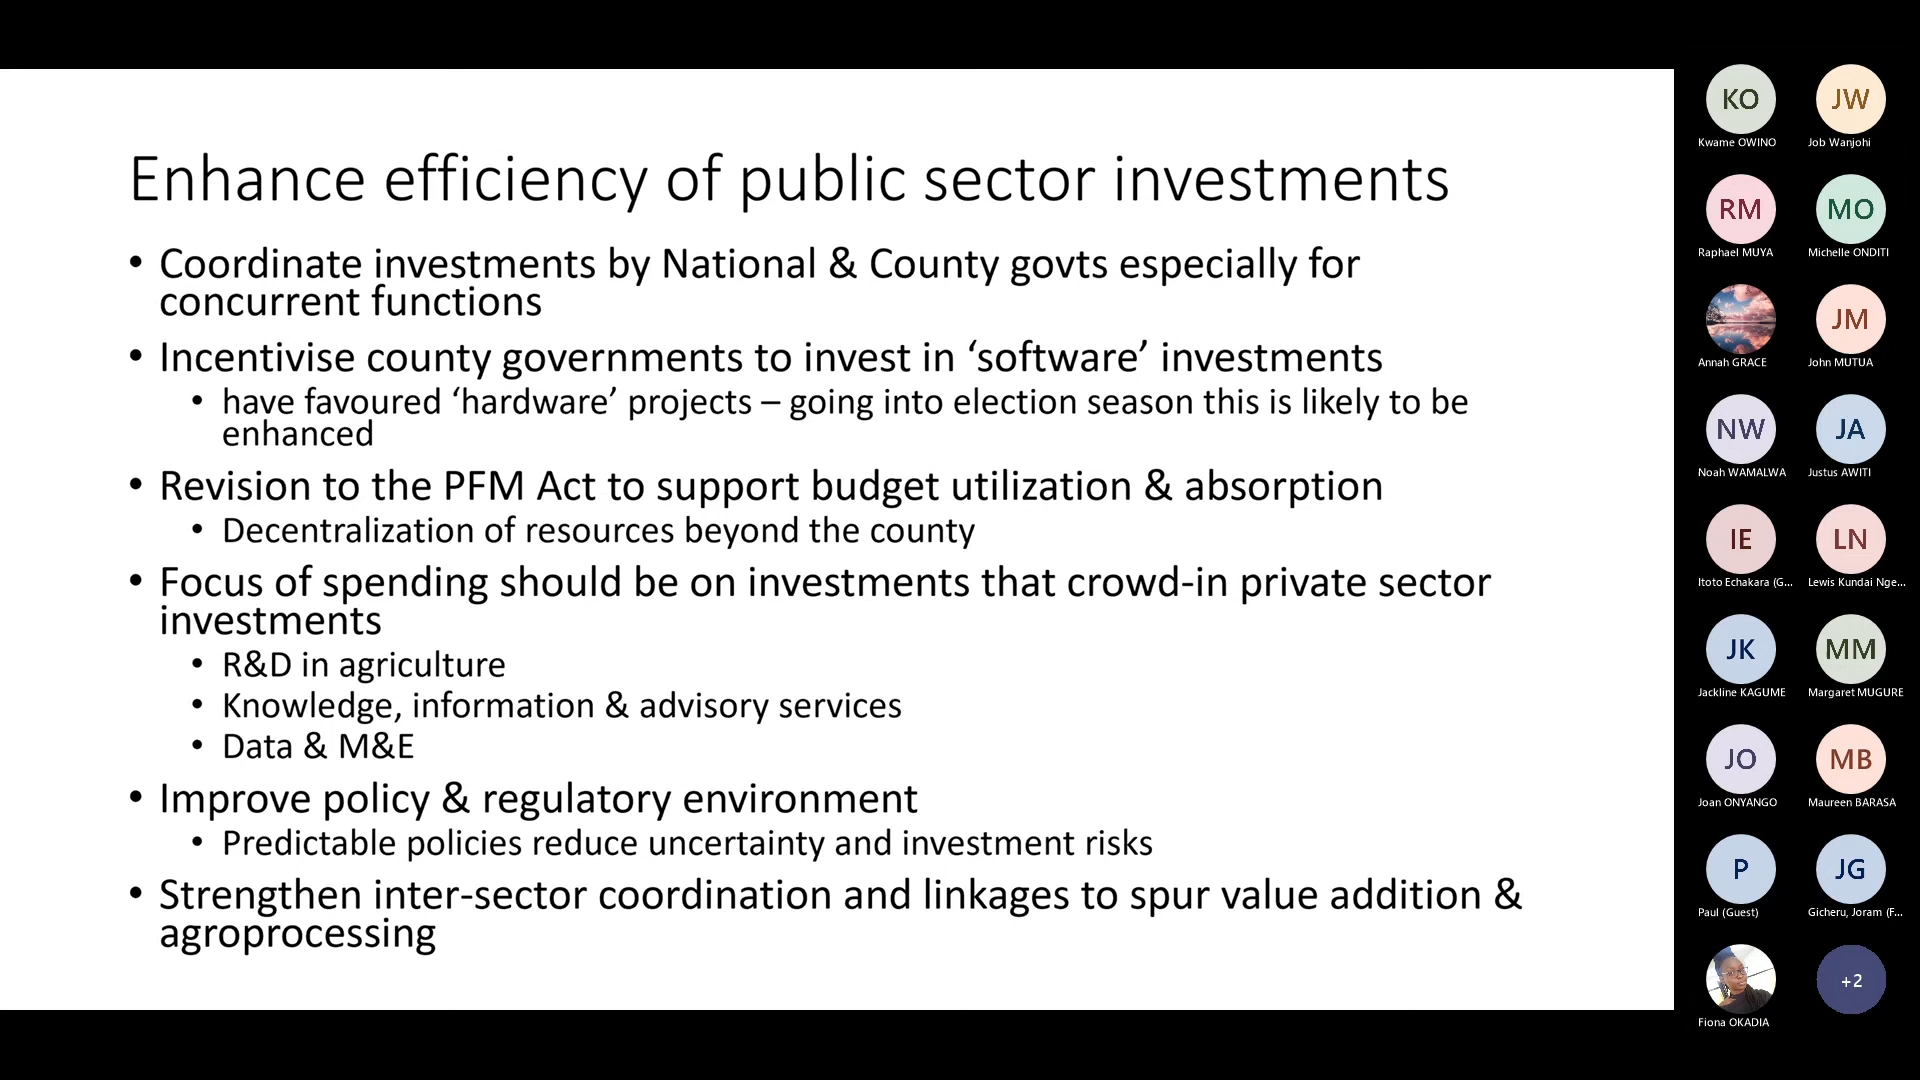 Enhance efficiency of public sector investments
• Coordinate investments by National & County govts especially for
concurrent functions
• Incentivise county governments to invest in ‘software’ investments
• have favoured ‘hardware’ projects – going into election season this is likely to be
enhanced
• Revision to the PFM Act to support budget utilization & absorption
• Decentralization of resources beyond the county
• Focus of spending should be on investments that crowd-in private sector
investments
• R&D in agriculture
• Knowledge, information & advisory services
• Data & M&E
• Improve policy & regulatory environment
• Predictable policies reduce uncertainty and investment risks
• Strengthen inter-sector coordination and linkages to spur value addition &
agroprocessing
KO JW
Kwame OWINO Job Wanjohi
RM MO
Raphael MUYA Michelle ONDITI
JM
Annah GRACE John MUTUA
NW JA
Noah WAMALWA Justus AWITI
IE LN
Itoto Echakara (G... Lewis Kundai Nge...
JK MM
Jackline KAGUME Margaret MUGURE
JO MB
Joan ONYANGO Maureen BARASA
P JG
Paul (Guest) Gicheru, Joram (F...
+2
Fiona OKADIA